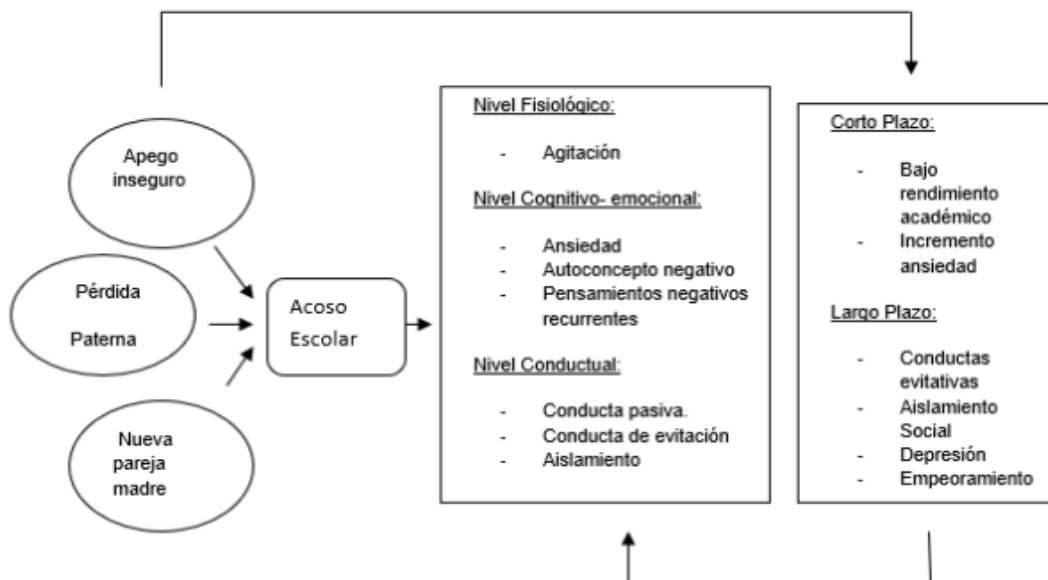 Apego
inseguro
Pérdida
Paterna
Nueva
pareja
madre
Acoso
Escolar
Nivel Fisiológico:
- Agitación
Nivel Cognitivo- emocional:
- Ansiedad
- Autoconcepto negativo
- Pensamientos negativos
recurrentes
Nivel Conductual:
- Conducta pasiva.
- Conducta de evitación
- Aislamiento
Corto Plazo:
- Bajo
rendimiento
académico
- Incremento
ansiedad
Largo Plazo:
- Conductas
evitativas
- Aislamiento
Social
- Depresión
- Empeoramiento